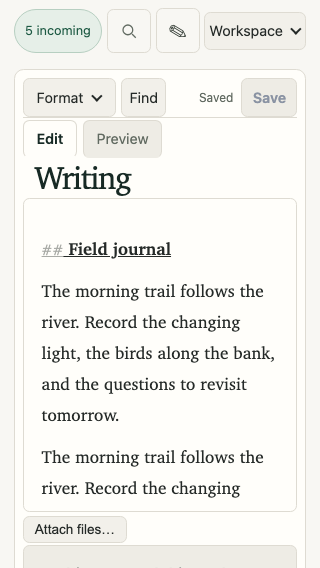 5 incoming
Workspace
Format
Find
Saved
Save
Edit
Preview
Writing
## Field journal
The morning trail follows the
river. Record the changing
light, the birds along the bank,
and the questions to revisit
tomorrow.
The morning trail follows the
river. Record the changing
Attach files…